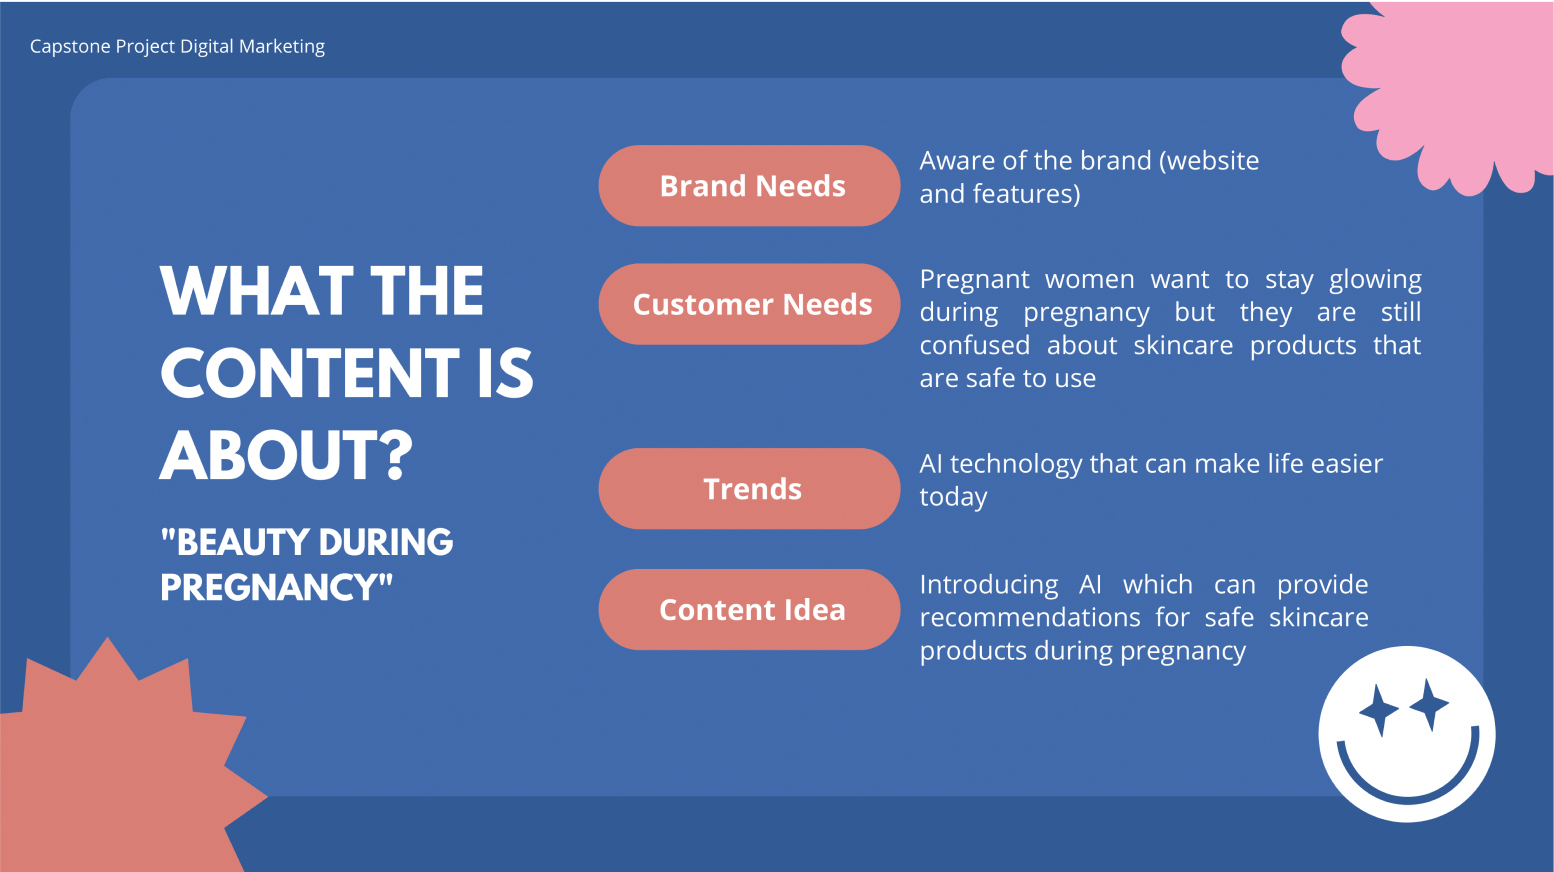 Capstone Project Digital Marketing
WHAT THE
CONTENT IS
ABOUT?
"BEAUTY DURING
PREGNANCY"
Brand Needs
Aware of the brand (website
and features)
Customer Needs
Pregnant women want to stay glowing
during pregnancy but they are still
confused about skincare products that
are safe to use
Trends
AI technology that can make life easier
today
Content Idea
Introducing AI which can provide
recommendations for safe skincare
products during pregnancy